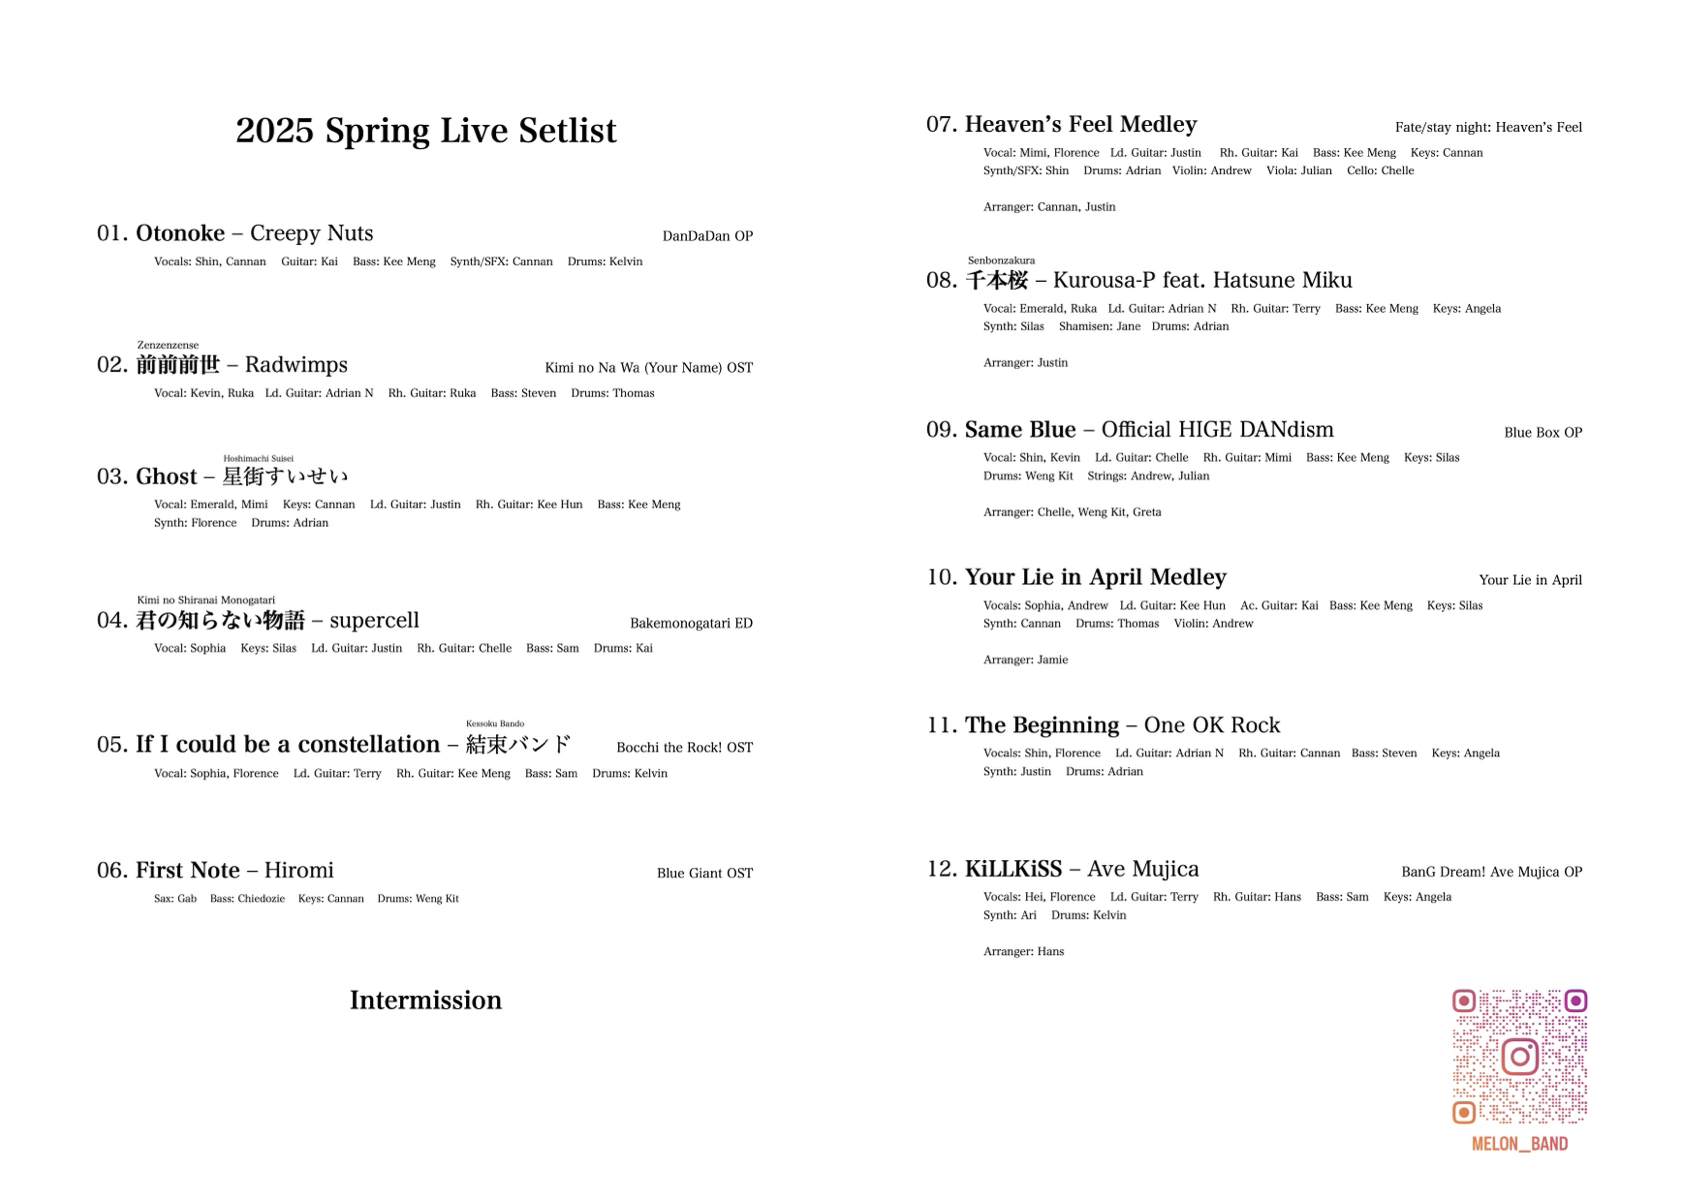 2025 Spring Live Setlist
01. Otonoke – Creepy Nuts DanDaDan OP
Vocals: Shin, Cannan Guitar: Kai Bass: Kee Meng Synth/SFX: Cannan Drums: Kelvin
Zenzenzense
02. 前前前世 – Radwimps Kimi no Na Wa (Your Name) OST
Vocal: Kevin, Ruka Ld. Guitar: Adrian N Rh. Guitar: Ruka Bass: Steven Drums: Thomas
Hoshimachi Suisei
03. Ghost – 星街すいせい
Vocal: Emerald, Mimi Keys: Cannan Ld. Guitar: Justin Rh. Guitar: Kee Hun Bass: Kee Meng
Synth: Florence Drums: Adrian
Kimi no Shiranai Monogatari
04. 君の知らない物語 – supercell Bakemonogatari ED
Vocal: Sophia Keys: Silas Ld. Guitar: Justin Rh. Guitar: Chelle Bass: Sam Drums: Kai
Kessoku Bando
05. If I could be a constellation – 結束バンド Bocchi the Rock! OST
Vocal: Sophia, Florence Ld. Guitar: Terry Rh. Guitar: Kee Meng Bass: Sam Drums: Kelvin
06. First Note – Hiromi Blue Giant OST
Sax: Gab Bass: Chiedozie Keys: Cannan Drums: Weng Kit
Intermission
07. Heaven's Feel Medley Fate/stay night: Heaven's Feel
Vocal: Mimi, Florence Ld. Guitar: Justin Rh. Guitar: Kai Bass: Kee Meng Keys: Cannan
Synth/SFX: Shin Drums: Adrian Violin: Andrew Viola: Julian Cello: Chelle
Arranger: Cannan, Justin
Senbonzakura
08. 千本桜 – Kurousa-P feat. Hatsune Miku
Vocal: Emerald, Ruka Ld. Guitar: Adrian N Rh. Guitar: Terry Bass: Kee Meng Keys: Angela
Synth: Silas Shamisen: Jane Drums: Adrian
Arranger: Justin
09. Same Blue – Official HIGE DANdism Blue Box OP
Vocal: Shin, Kevin Ld. Guitar: Chelle Rh. Guitar: Mimi Bass: Kee Meng Keys: Silas
Drums: Weng Kit Strings: Andrew, Julian
Arranger: Chelle, Weng Kit, Greta
10. Your Lie in April Medley Your Lie in April
Vocals: Sophia, Andrew Ld. Guitar: Kee Hun Ac. Guitar: Kai Bass: Kee Meng Keys: Silas
Synth: Cannan Drums: Thomas Violin: Andrew
Arranger: Jamie
11. The Beginning – One OK Rock
Vocals: Shin, Florence Ld. Guitar: Adrian N Rh. Guitar: Cannan Bass: Steven Keys: Angela
Synth: Justin Drums: Adrian
12. KiLLKiSS – Ave Mujica BanG Dream! Ave Mujica OP
Vocals: Hei, Florence Ld. Guitar: Terry Rh. Guitar: Hans Bass: Sam Keys: Angela
Synth: Ari Drums: Kelvin
Arranger: Hans
MELON__BAND